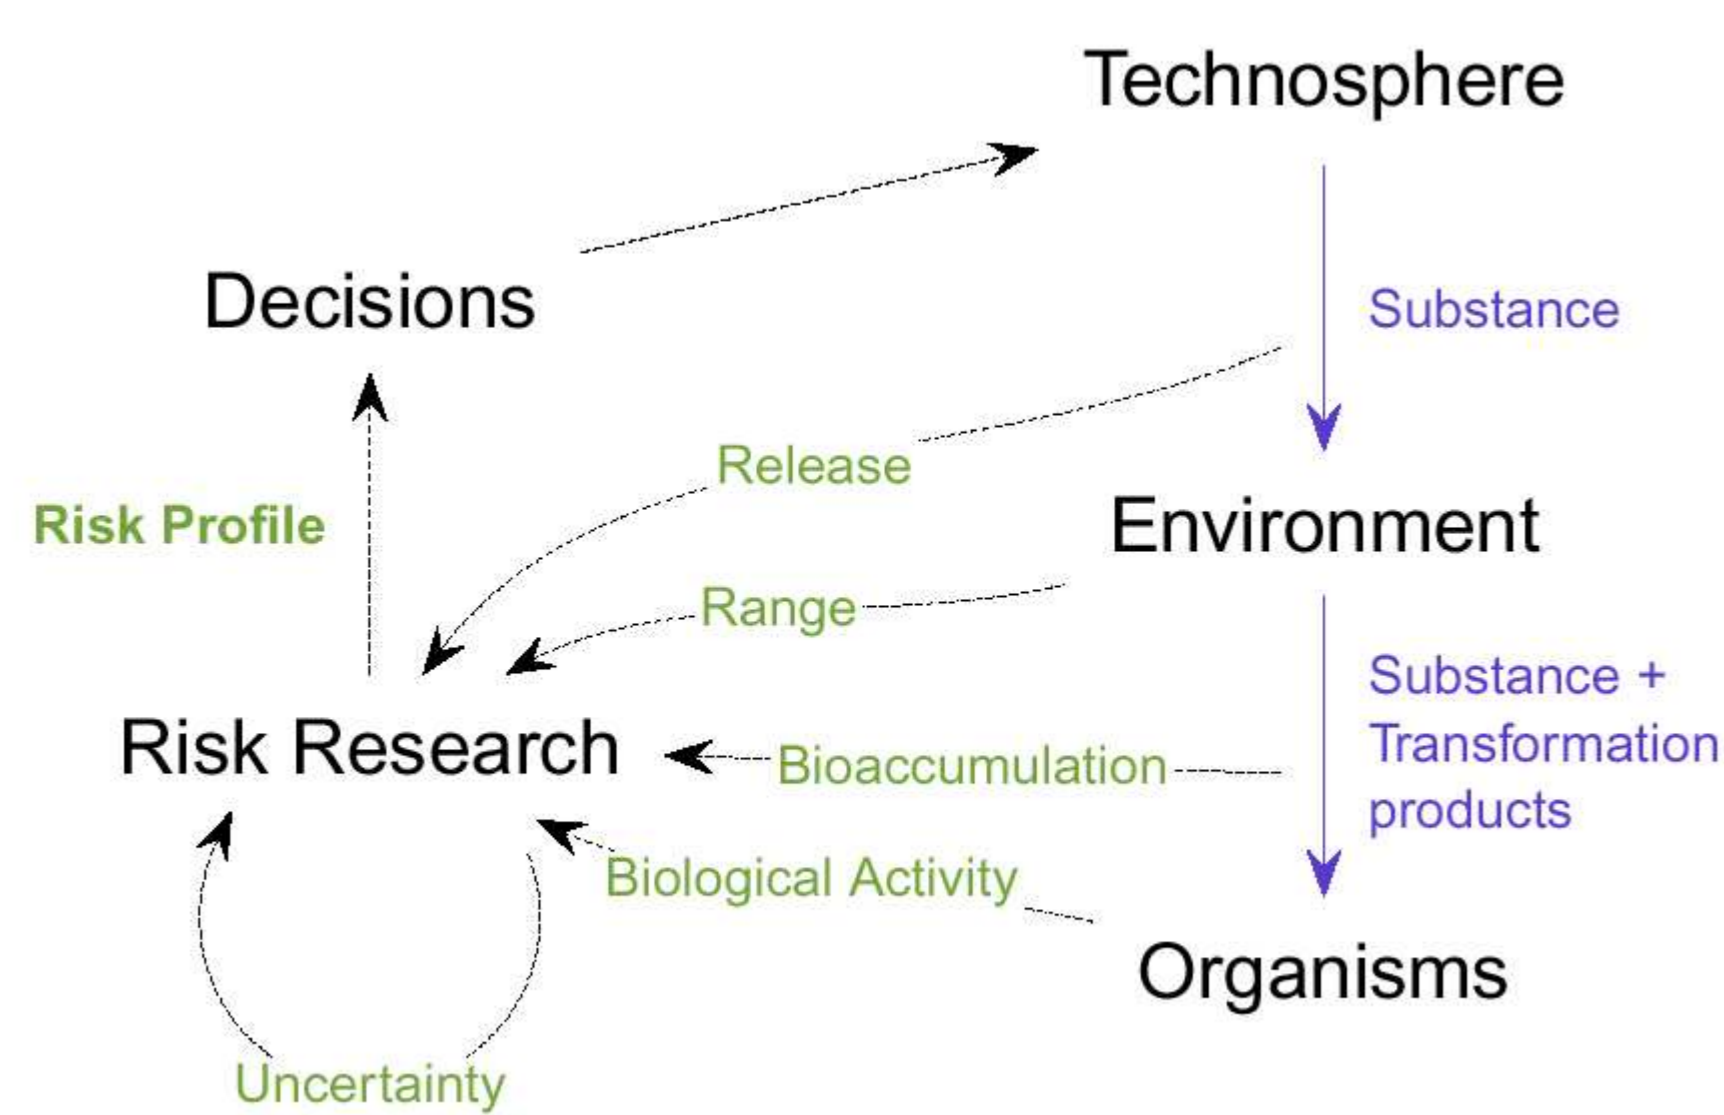 Technosphere
Decisions
Substance
Release
Risk Profile
Environment
Range
Substance +
Transformation
products
Risk Research
Bioaccumulation
Biological Activity
Organisms
Uncertainty